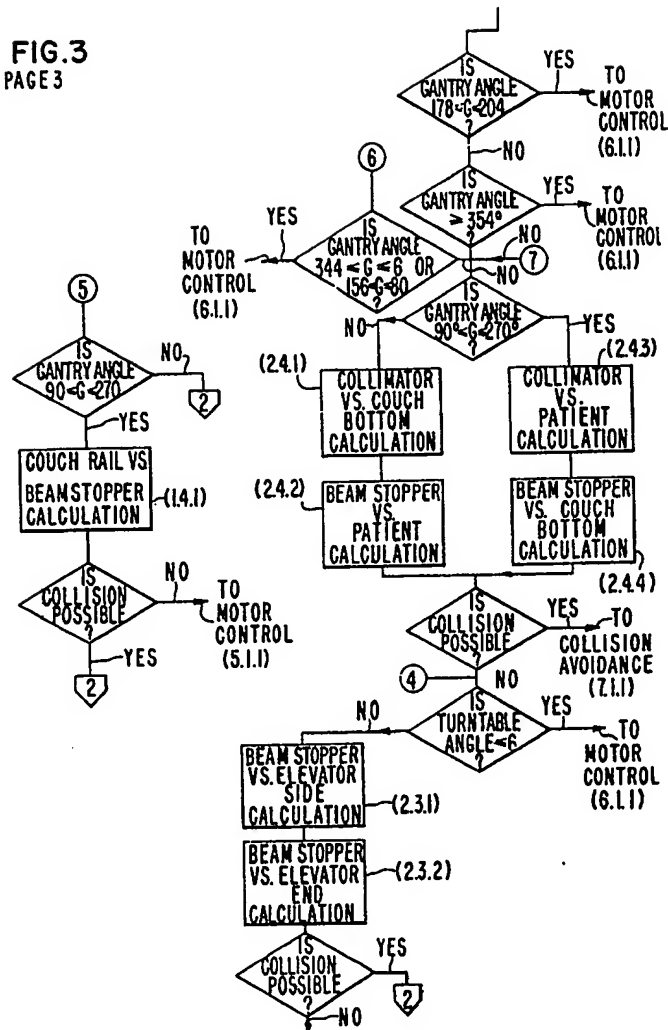 FIG.3
PAGE 3
IS
GANTRY ANGLE
178<G<204
?
YES
TO
MOTOR
CONTROL
(6.1.1)
NO
IS
GANTRY ANGLE
≥ 354°
?
YES
TO
MOTOR
CONTROL
(6.1.1)
NO
6
IS
GANTRY ANGLE
344 ≤ G ≤ 6 OR
156<G<80
?
YES
TO
MOTOR
CONTROL
(6.1.1)
NO
7
IS
GANTRY ANGLE
90°<G<270°
?
NO
YES
(2.4.1)
COLLIMATOR
VS. COUCH
BOTTOM
CALCULATION
(2.4.3)
COLLIMATOR
VS.
PATIENT
CALCULATION
(2.4.2)
BEAM STOPPER
VS.
PATIENT
CALCULATION
BEAM STOPPER
VS. COUCH
BOTTOM
CALCULATION
(2.4.4)
5
IS
GANTRY ANGLE
90<G<270
?
NO
2
YES
COUCH RAIL VS.
BEAMSTOPPER
CALCULATION
(1.4.1)
IS
COLLISION
POSSIBLE
?
NO
TO
MOTOR
CONTROL
(5.1.1)
YES
2
IS
COLLISION
POSSIBLE
?
YES
TO
COLLISION
AVOIDANCE
(7.1.1)
4
NO
IS
TURNTABLE
ANGLE<6
?
NO
YES
TO
MOTOR
CONTROL
(6.1.1)
BEAM STOPPER
VS. ELEVATOR
SIDE
CALCULATION
(2.3.1)
BEAM STOPPER
VS. ELEVATOR
END
CALCULATION
(2.3.2)
IS
COLLISION
POSSIBLE
?
YES
2
NO